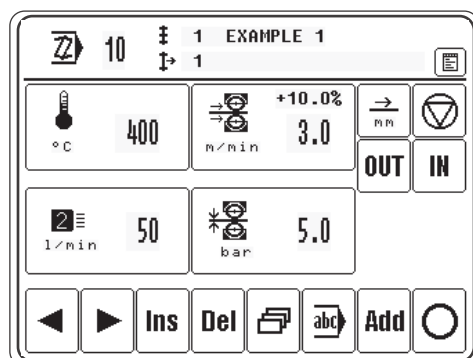 10
1 EXAMPLE 1
1
°C 400
+10.0%
m/min 3.0
mm
OUT IN
2
l/min 50
bar 5.0
Ins Del abc Add